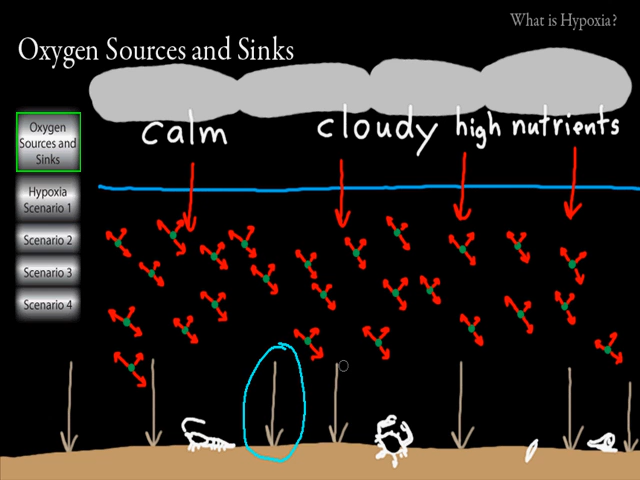 What is Hypoxia?
Oxygen Sources and Sinks
calm cloudy high nutrients
Oxygen
Sources and
Sinks
Hypoxia
Scenario 1
Scenario 2
Scenario 3
Scenario 4